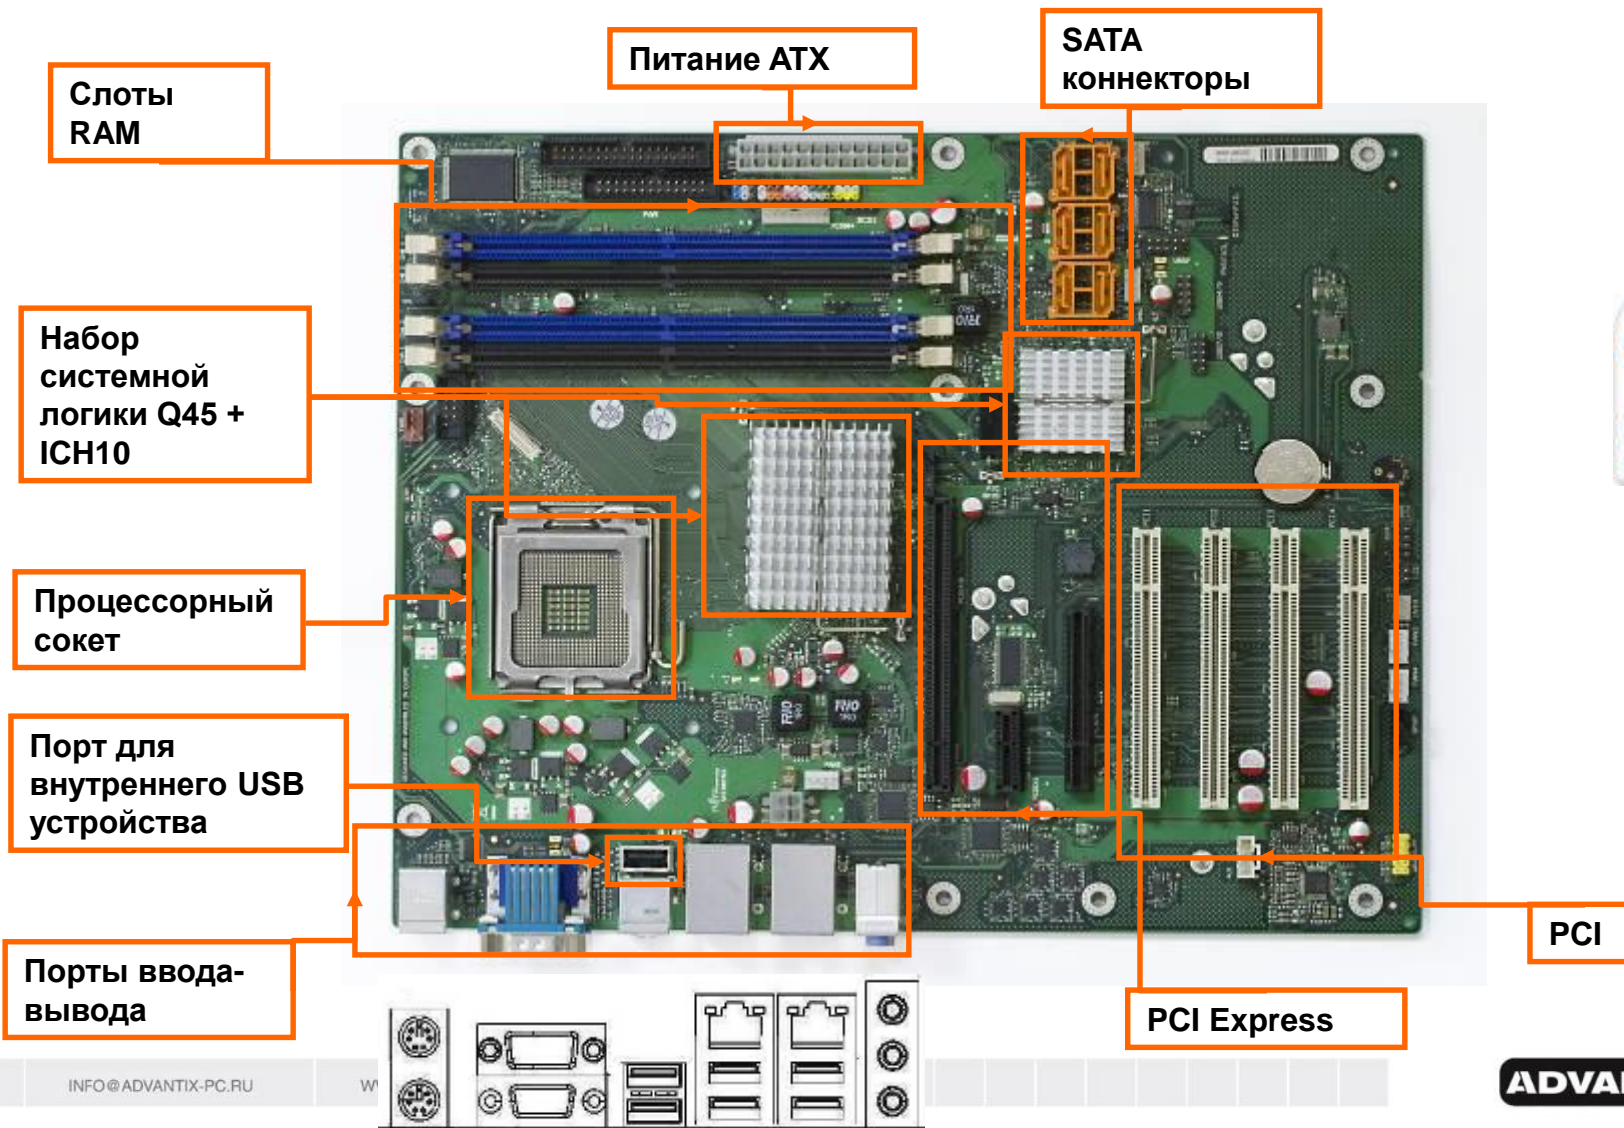 Питание ATX
SATA
коннекторы
Слоты
RAM
Набор
системной
логики Q45 +
ICH10
Процессорный
сокет
Порт для
внутреннего USB
устройства
Порты ввода-
вывода
PCI
PCI Express
INFO@ADVANTIX-PC.RU